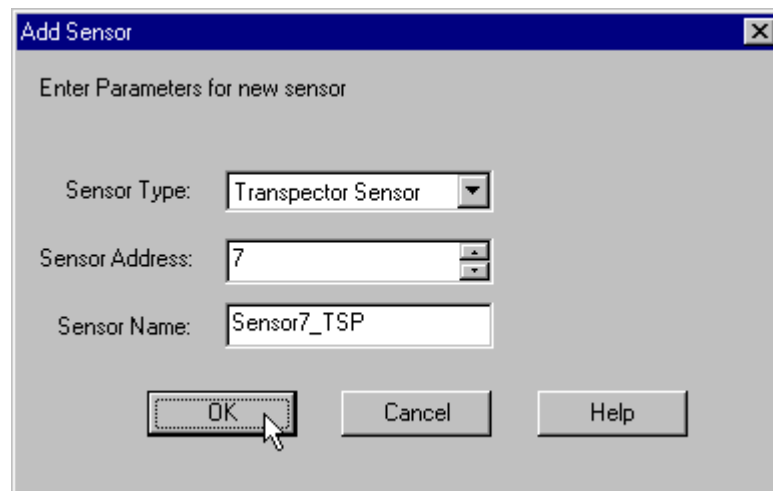 Add Sensor
Enter Parameters for new sensor
Sensor Type: Transpector Sensor
Sensor Address: 7
Sensor Name: Sensor7_TSP
OK Cancel Help